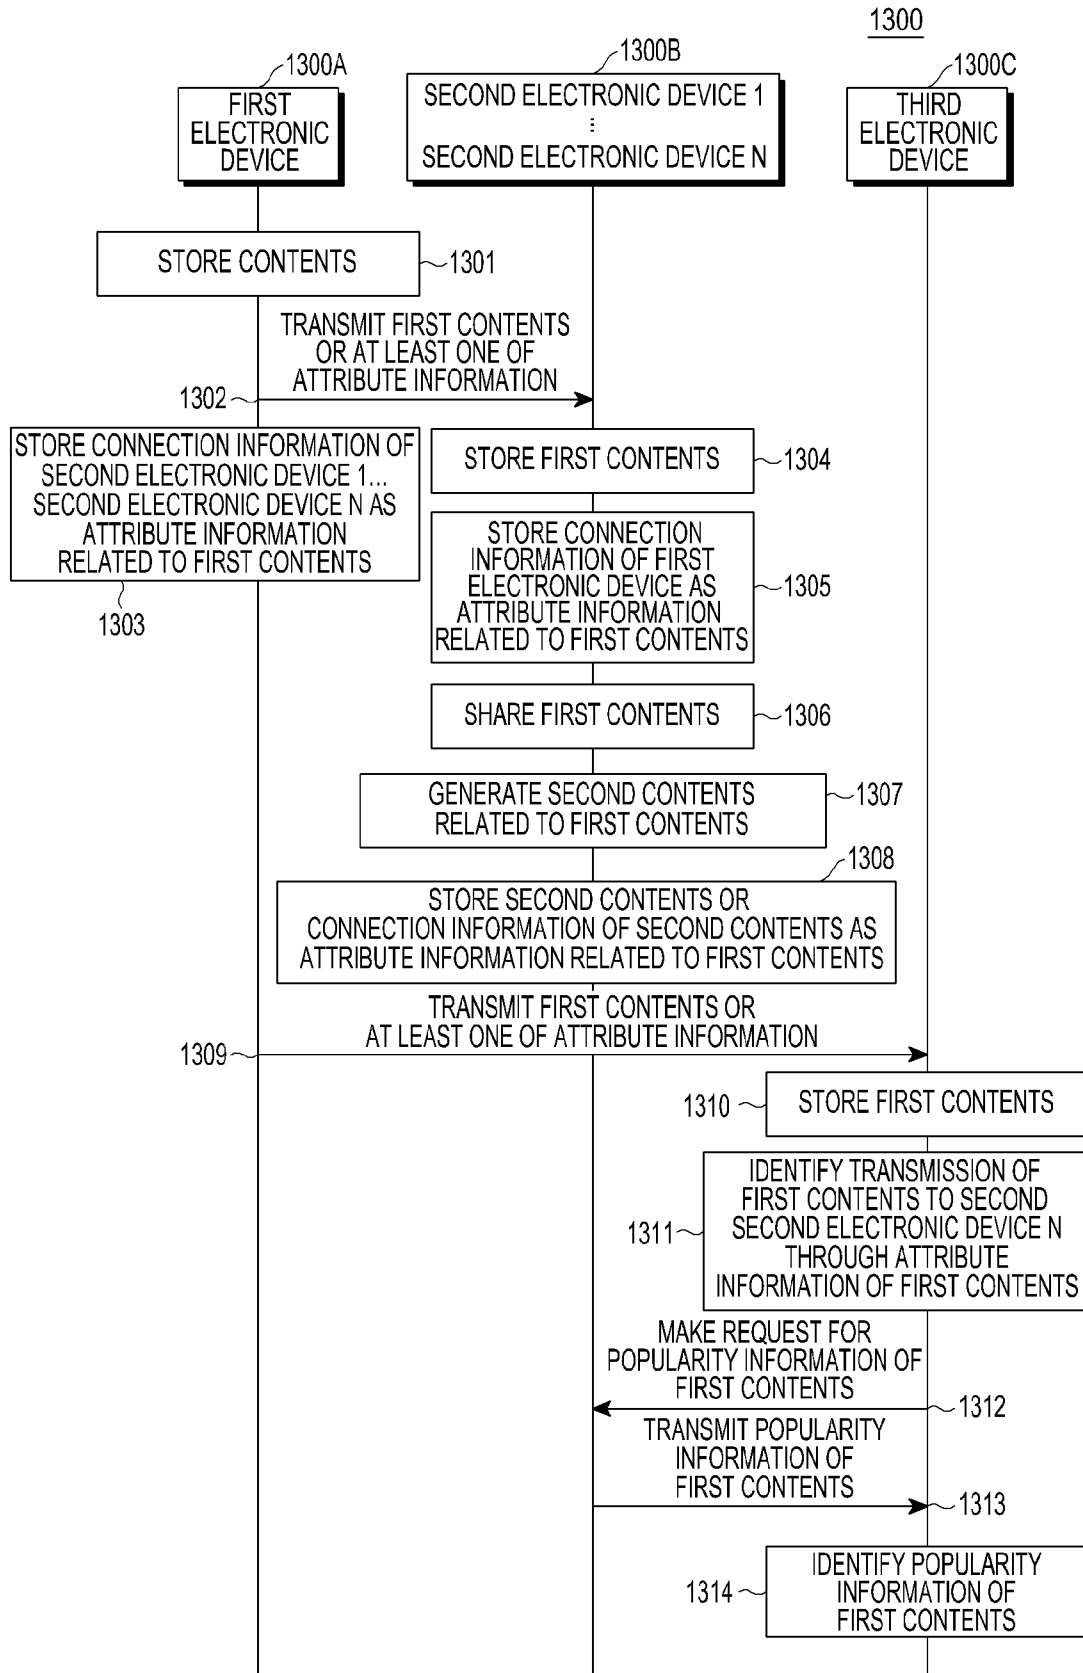 1300
1300A
1300B
1300C
FIRST
ELECTRONIC
DEVICE
SECOND ELECTRONIC DEVICE 1
⋮
SECOND ELECTRONIC DEVICE N
THIRD
ELECTRONIC
DEVICE
STORE CONTENTS
1301
TRANSMIT FIRST CONTENTS
OR AT LEAST ONE OF
ATTRIBUTE INFORMATION
1302
STORE CONNECTION INFORMATION OF
SECOND ELECTRONIC DEVICE 1...
SECOND ELECTRONIC DEVICE N AS
ATTRIBUTE INFORMATION
RELATED TO FIRST CONTENTS
1303
STORE FIRST CONTENTS
1304
STORE CONNECTION
INFORMATION OF FIRST
ELECTRONIC DEVICE AS
ATTRIBUTE INFORMATION
RELATED TO FIRST CONTENTS
1305
SHARE FIRST CONTENTS
1306
GENERATE SECOND CONTENTS
RELATED TO FIRST CONTENTS
1307
1308
STORE SECOND CONTENTS OR
CONNECTION INFORMATION OF SECOND CONTENTS AS
ATTRIBUTE INFORMATION RELATED TO FIRST CONTENTS
TRANSMIT FIRST CONTENTS OR
AT LEAST ONE OF ATTRIBUTE INFORMATION
1309
1310
STORE FIRST CONTENTS
IDENTIFY TRANSMISSION OF
FIRST CONTENTS TO SECOND
SECOND ELECTRONIC DEVICE N
THROUGH ATTRIBUTE
INFORMATION OF FIRST CONTENTS
1311
MAKE REQUEST FOR
POPULARITY INFORMATION OF
FIRST CONTENTS
1312
TRANSMIT POPULARITY
INFORMATION OF
FIRST CONTENTS
1313
IDENTIFY POPULARITY
INFORMATION OF
FIRST CONTENTS
1314